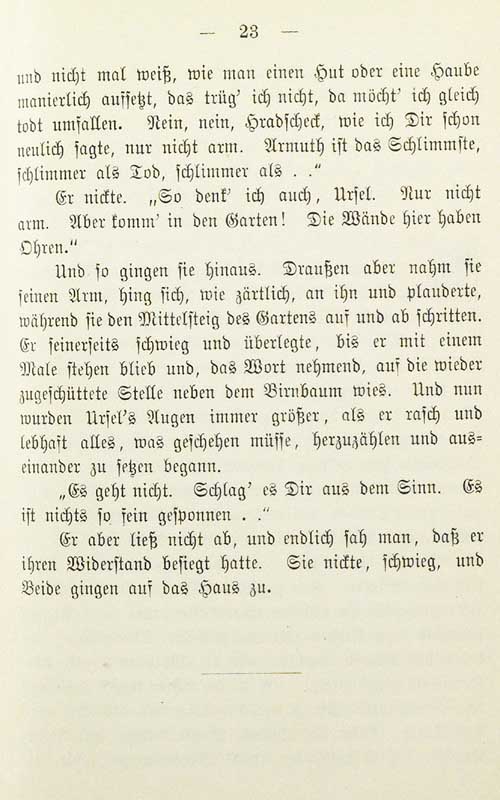 — 23 —
und nicht mal weiß, wie man einen Hut oder eine Haube
manierlich aufsetzt, das trüg' ich nicht, da möcht' ich gleich
todt umfallen. Nein, nein, Hradscheck, wie ich Dir schon
neulich sagte, nur nicht arm. Armuth ist das Schlimmste,
schlimmer als Tod, schlimmer als . .“
Er nickte. „So denk' ich auch, Ursel. Nur nicht
arm. Aber komm' in den Garten! Die Wände hier haben
Ohren.“
Und so gingen sie hinaus. Draußen aber nahm sie
seinen Arm, hing sich, wie zärtlich, an ihn und plauderte,
während sie den Mittelsteig des Gartens auf und ab schritten.
Er seinerseits schwieg und überlegte, bis er mit einem
Male stehen blieb und, das Wort nehmend, auf die wieder
zugeschüttete Stelle neben dem Birnbaum wies. Und nun
wurden Ursel's Augen immer größer, als er rasch und
lebhaft alles, was geschehen müsse, herzuzählen und aus=
einander zu setzen begann.
„Es geht nicht. Schlag' es Dir aus dem Sinn. Es
ist nichts so fein gesponnen . .“
Er aber ließ nicht ab, und endlich sah man, daß er
ihren Widerstand besiegt hatte. Sie nickte, schwieg, und
Beide gingen auf das Haus zu.